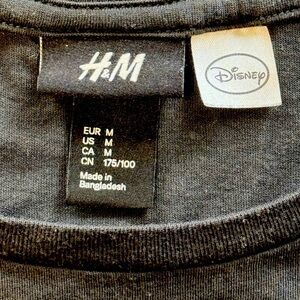 H&M
Disney
EUR M
US M
CA M
CN 175/100
Made in
Bangladesh